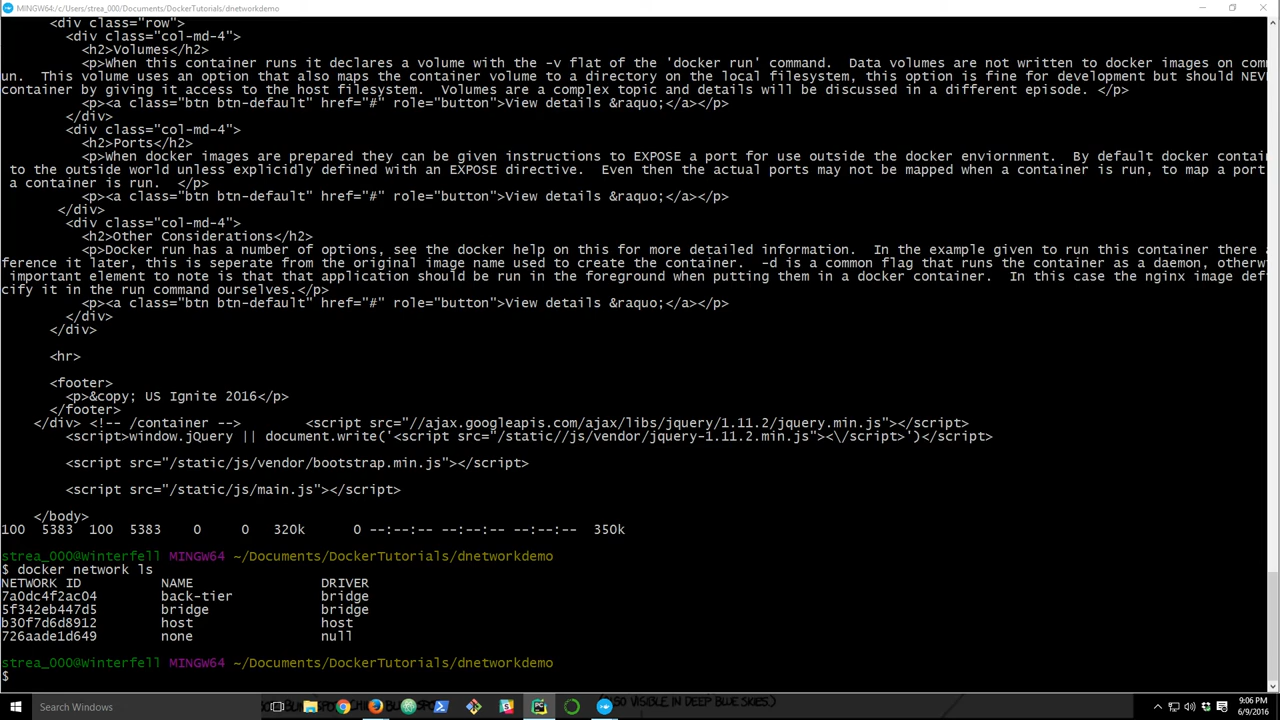 MINGW64:/c/Users/strea_000/Documents/DockerTutorials/dnetworkdemo
<div class="row">
<div class="col-md-4">
<h2>Volumes</h2>
<p>When this container runs it declares a volume with the -v flat of the 'docker run' command.  Data volumes are not written to docker images on com
un.  This volume uses an option that also maps the container volume to a directory on the local filesystem, this option is fine for development but should NEV
container by giving it access to the host filesystem.  Volumes are a complex topic and details will be discussed in a different episode. </p>
<p><a class="btn btn-default" href="#" role="button">View details &raquo;</a></p>
</div>
<div class="col-md-4">
<h2>Ports</h2>
<p>When docker images are prepared they can be given instructions to EXPOSE a port for use outside the docker enviornment.  By default docker contai
to the outside world unless explicidly defined with an EXPOSE directive.  Even then the actual ports may not be mapped when a container is run, to map a port
a container is run.  </p>
<p><a class="btn btn-default" href="#" role="button">View details &raquo;</a></p>
</div>
<div class="col-md-4">
<h2>Other Considerations</h2>
<p>Docker run has a number of options, see the docker help on this for more detailed information.  In the example given to run this container there
ference it later, this is seperate from the original image name used to create the container.  -d is a common flag that runs the container as a daemon, otherw
important element to note is that that application should be run in the foreground when putting them in a docker container.  In this case the nginx image def
cify it in the run command ourselves.</p>
<p><a class="btn btn-default" href="#" role="button">View details &raquo;</a></p>
</div>
</div>
<hr>
<footer>
<p>&copy; US Ignite 2016</p>
</footer>
</div> <!-- /container -->        <script src="//ajax.googleapis.com/ajax/libs/jquery/1.11.2/jquery.min.js"></script>
<script>window.jQuery || document.write('<script src="/static//js/vendor/jquery-1.11.2.min.js"><\/script>')</script>
<script src="/static/js/vendor/bootstrap.min.js"></script>
<script src="/static/js/main.js"></script>
</body>
100  5383  100  5383    0     0   320k      0 --:--:-- --:--:-- --:--:--  350k
strea_000@Winterfell MINGW64 ~/Documents/DockerTutorials/dnetworkdemo
$ docker network ls
NETWORK ID          NAME                DRIVER
7a0dc4f2ac04        back-tier           bridge
5f342eb447d5        bridge              bridge
b30f7d6d8912        host                host
726aade1d649        none                null
strea_000@Winterfell MINGW64 ~/Documents/DockerTutorials/dnetworkdemo
$
Search Windows
(ALSO VISIBLE IN DEEP BLUE SKIES.)
9:06 PM
6/9/2016